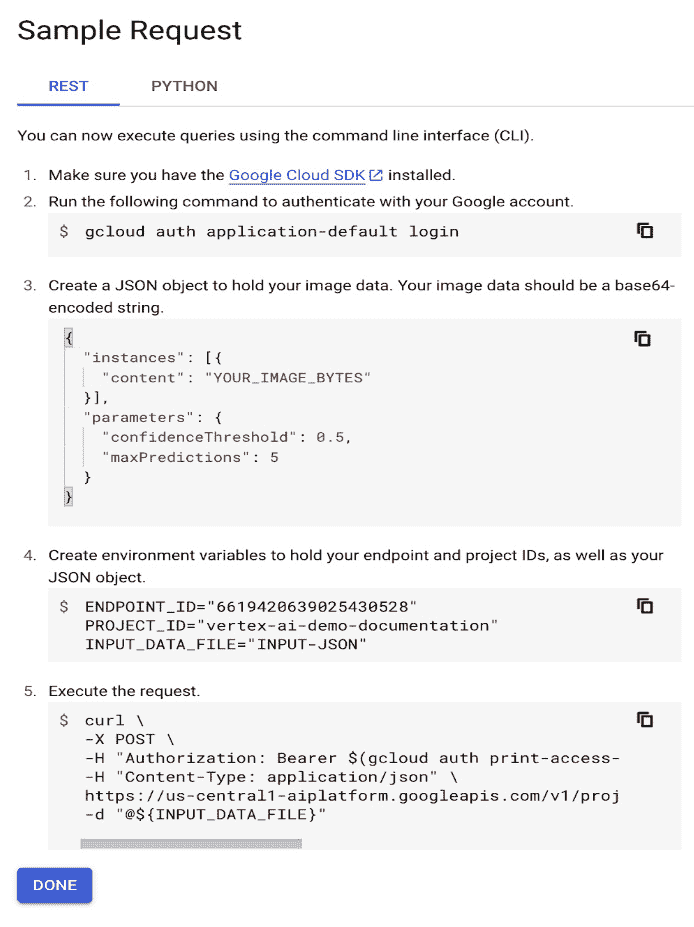 Sample Request
REST PYTHON
You can now execute queries using the command line interface (CLI).
1. Make sure you have the Google Cloud SDK installed.
2. Run the following command to authenticate with your Google account.
$ gcloud auth application-default login
3. Create a JSON object to hold your image data. Your image data should be a base64-
encoded string.
{
"instances": [{
"content": "YOUR_IMAGE_BYTES"
}],
"parameters": {
"confidenceThreshold": 0.5,
"maxPredictions": 5
}
}
4. Create environment variables to hold your endpoint and project IDs, as well as your
JSON object.
$ ENDPOINT_ID="6619420639025430528"
PROJECT_ID="vertex-ai-demo-documentation"
INPUT_DATA_FILE="INPUT-JSON"
5. Execute the request.
$ curl \
-X POST \
-H "Authorization: Bearer $(gcloud auth print-access-
-H "Content-Type: application/json" \
https://us-central1-aiplatform.googleapis.com/v1/proj
-d "@${INPUT_DATA_FILE}"
DONE